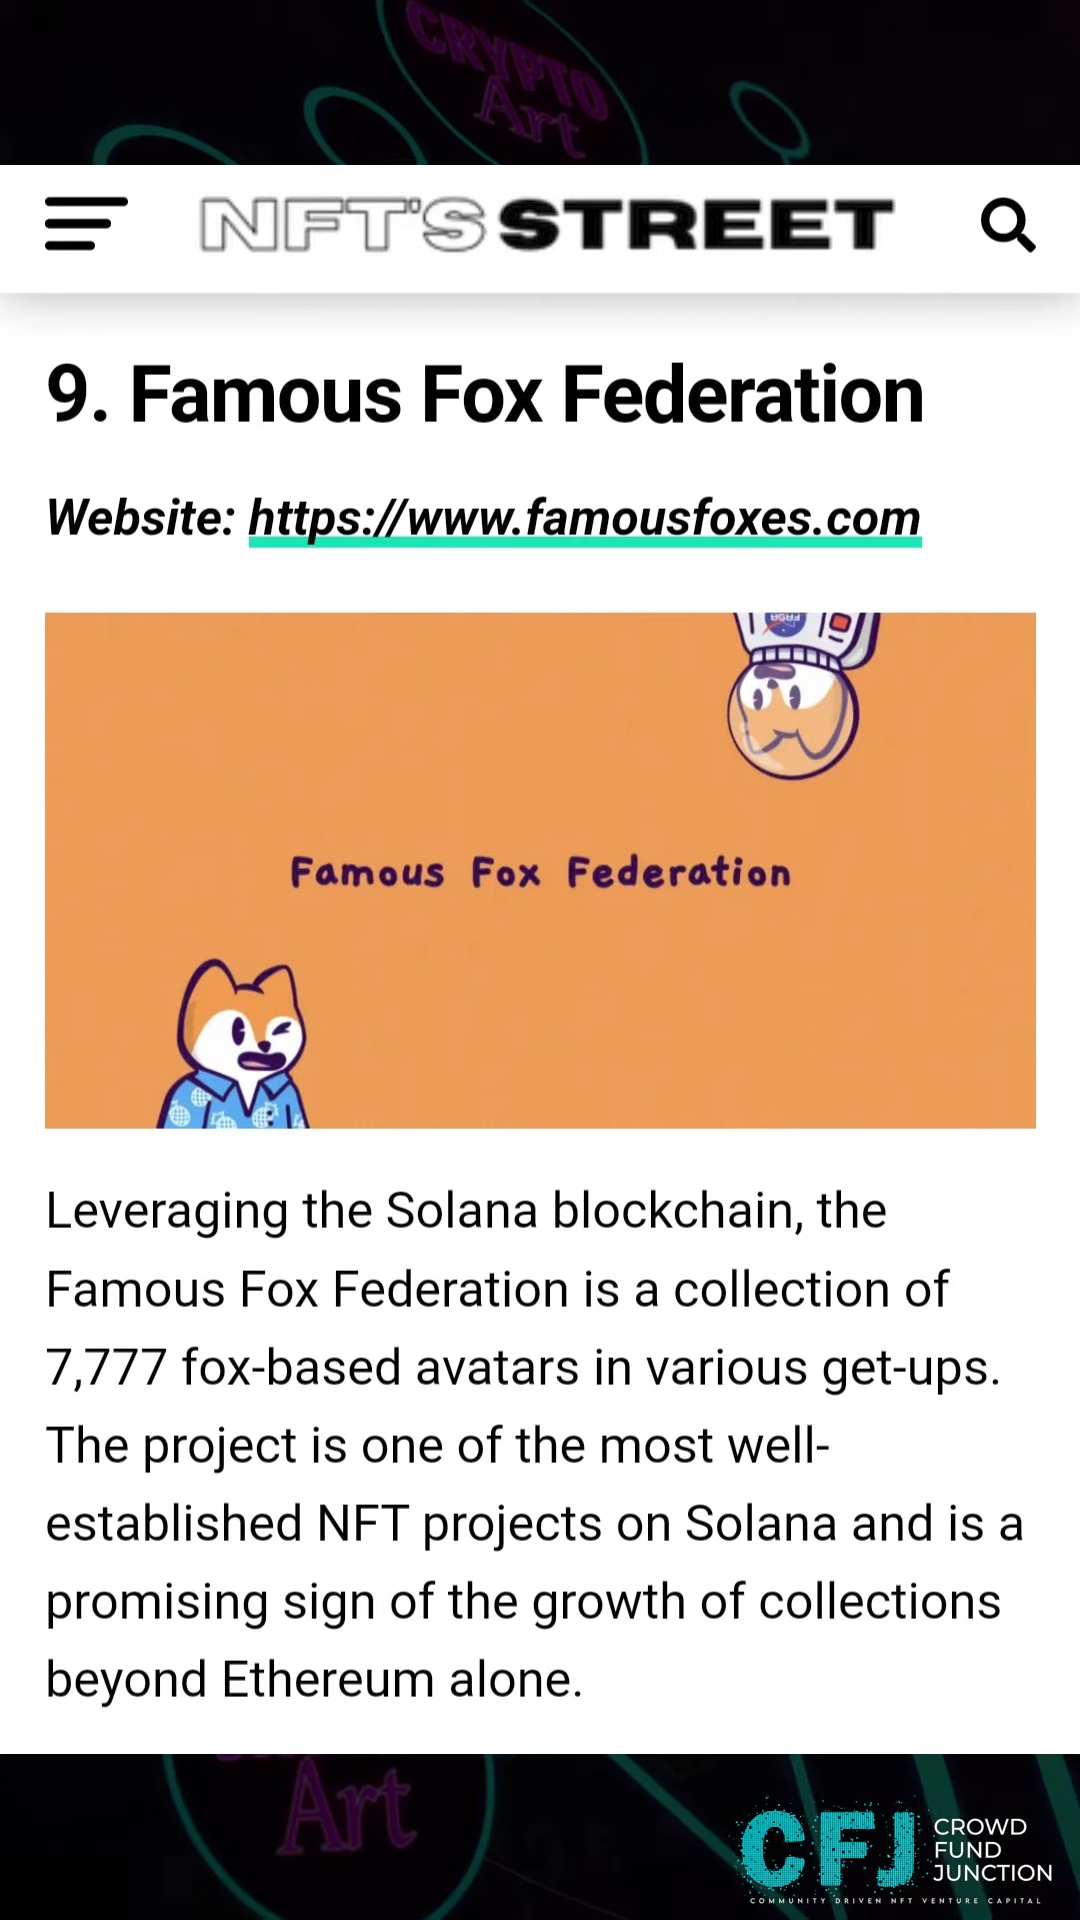 CRYPTO
Art
NFT'S STREET
9. Famous Fox Federation
Website: https://www.famousfoxes.com
Famous Fox Federation
Leveraging the Solana blockchain, the
Famous Fox Federation is a collection of
7,777 fox-based avatars in various get-ups.
The project is one of the most well-
established NFT projects on Solana and is a
promising sign of the growth of collections
beyond Ethereum alone.
Art
CFJ
CROWD
FUND
JUNCTION
COMMUNITY DRIVEN NFT VENTURE CAPITAL